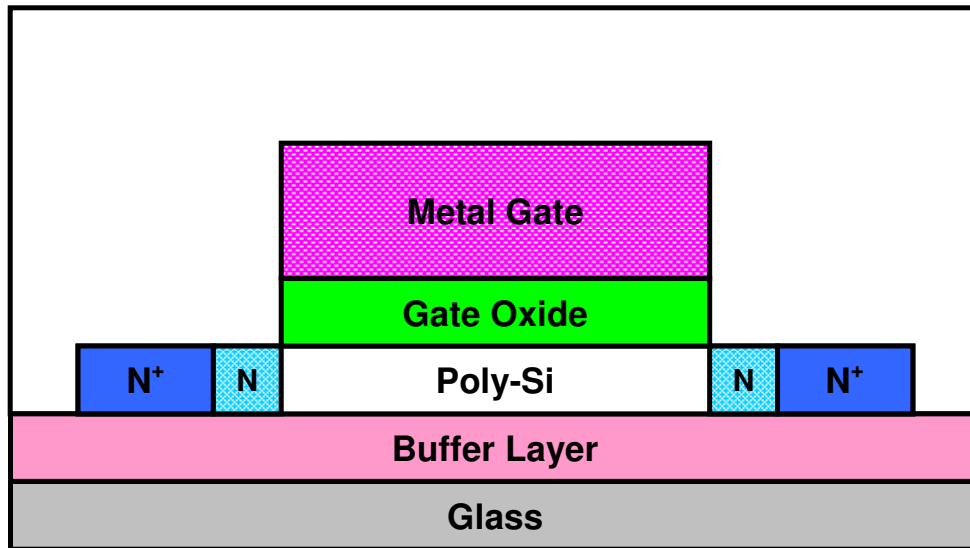 Metal Gate
Gate Oxide
N⁺ N Poly-Si N N⁺
Buffer Layer
Glass